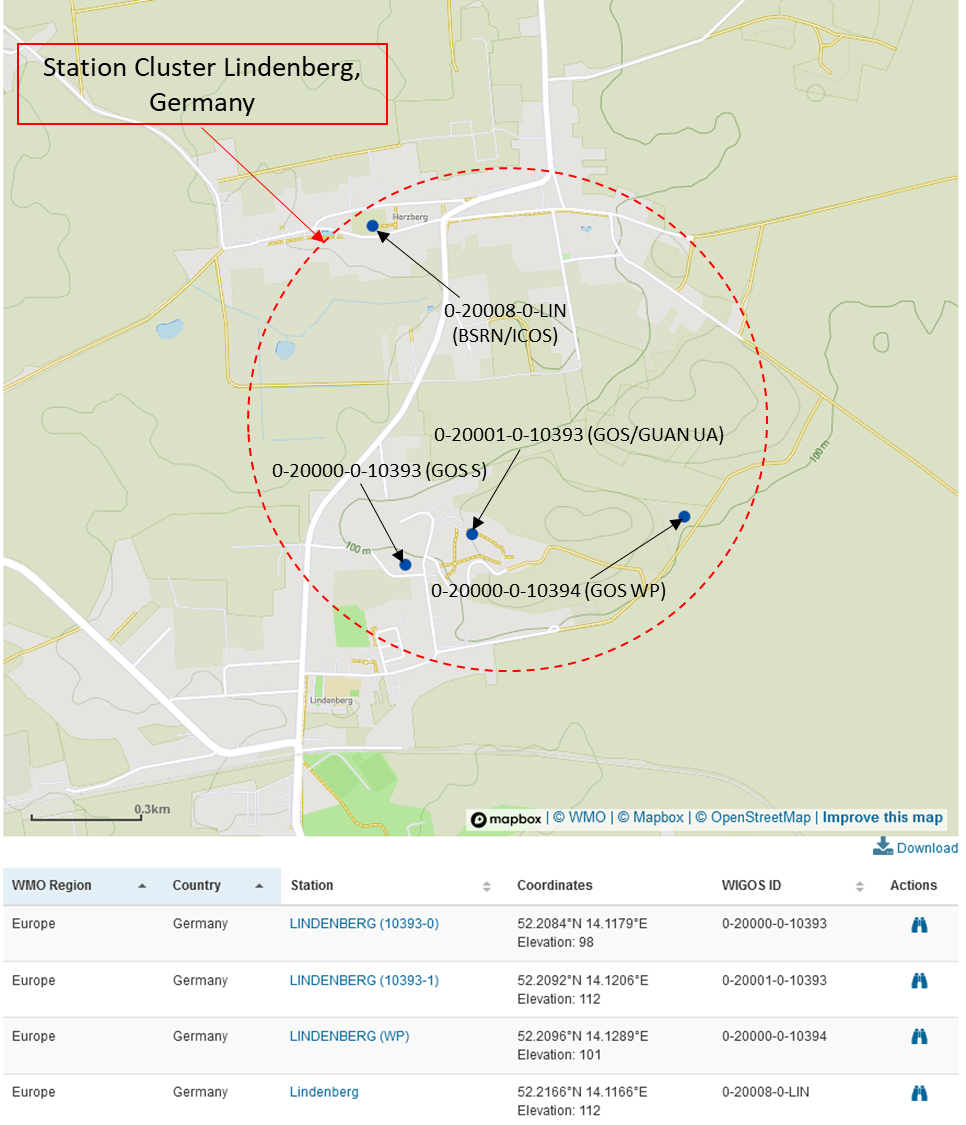 Station Cluster Lindenberg,
Germany
Herzberg
0-20008-0-LIN
(BSRN/ICOS)
0-20001-0-10393 (GOS/GUAN UA)
0-20000-0-10393 (GOS S)
100 m
100 m
0-20000-0-10394 (GOS WP)
Lindenberg
0.3km
mapbox | © WMO | © Mapbox | © OpenStreetMap | Improve this map
Download
WMO Region Country Station Coordinates WIGOS ID Actions
Europe Germany LINDENBERG (10393-0) 52.2084°N 14.1179°E 0-20000-0-10393
Elevation: 98
Europe Germany LINDENBERG (10393-1) 52.2092°N 14.1206°E 0-20001-0-10393
Elevation: 112
Europe Germany LINDENBERG (WP) 52.2096°N 14.1289°E 0-20000-0-10394
Elevation: 101
Europe Germany Lindenberg 52.2166°N 14.1166°E 0-20008-0-LIN
Elevation: 112